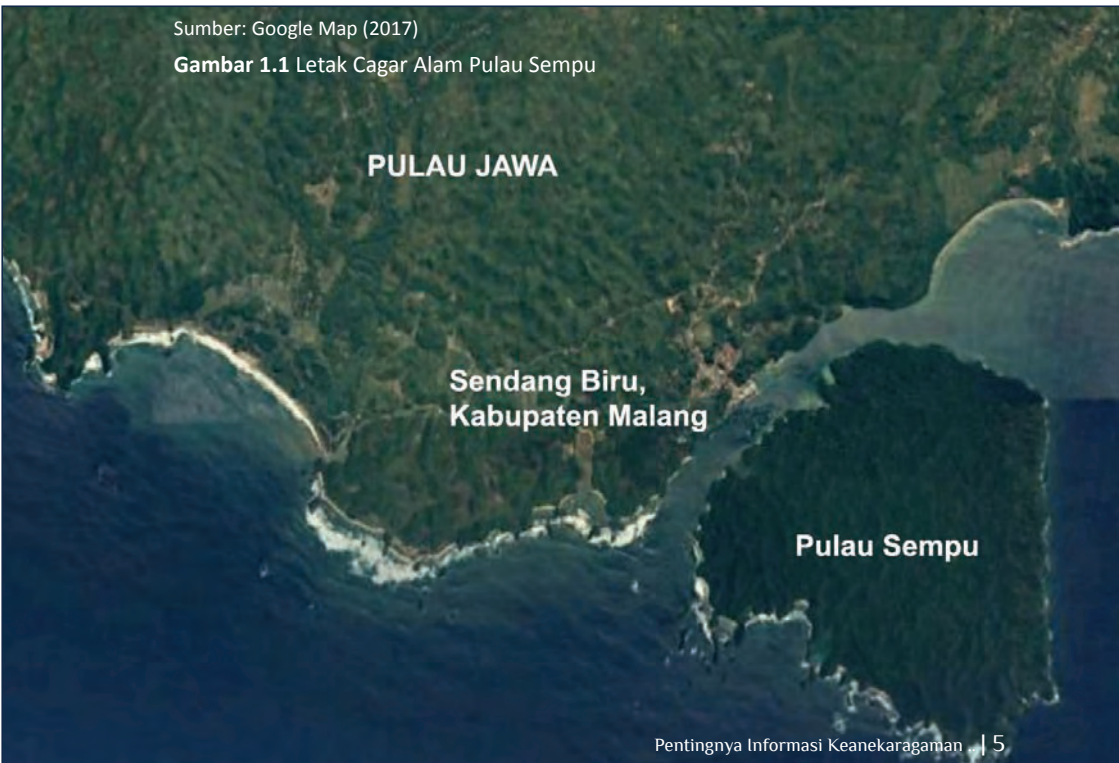 Sumber: Google Map (2017)
Gambar 1.1 Letak Cagar Alam Pulau Sempu
PULAU JAWA
Sendang Biru,
Kabupaten Malang
Pulau Sempu
Pentingnya Informasi Keanekaragaman .. | 5